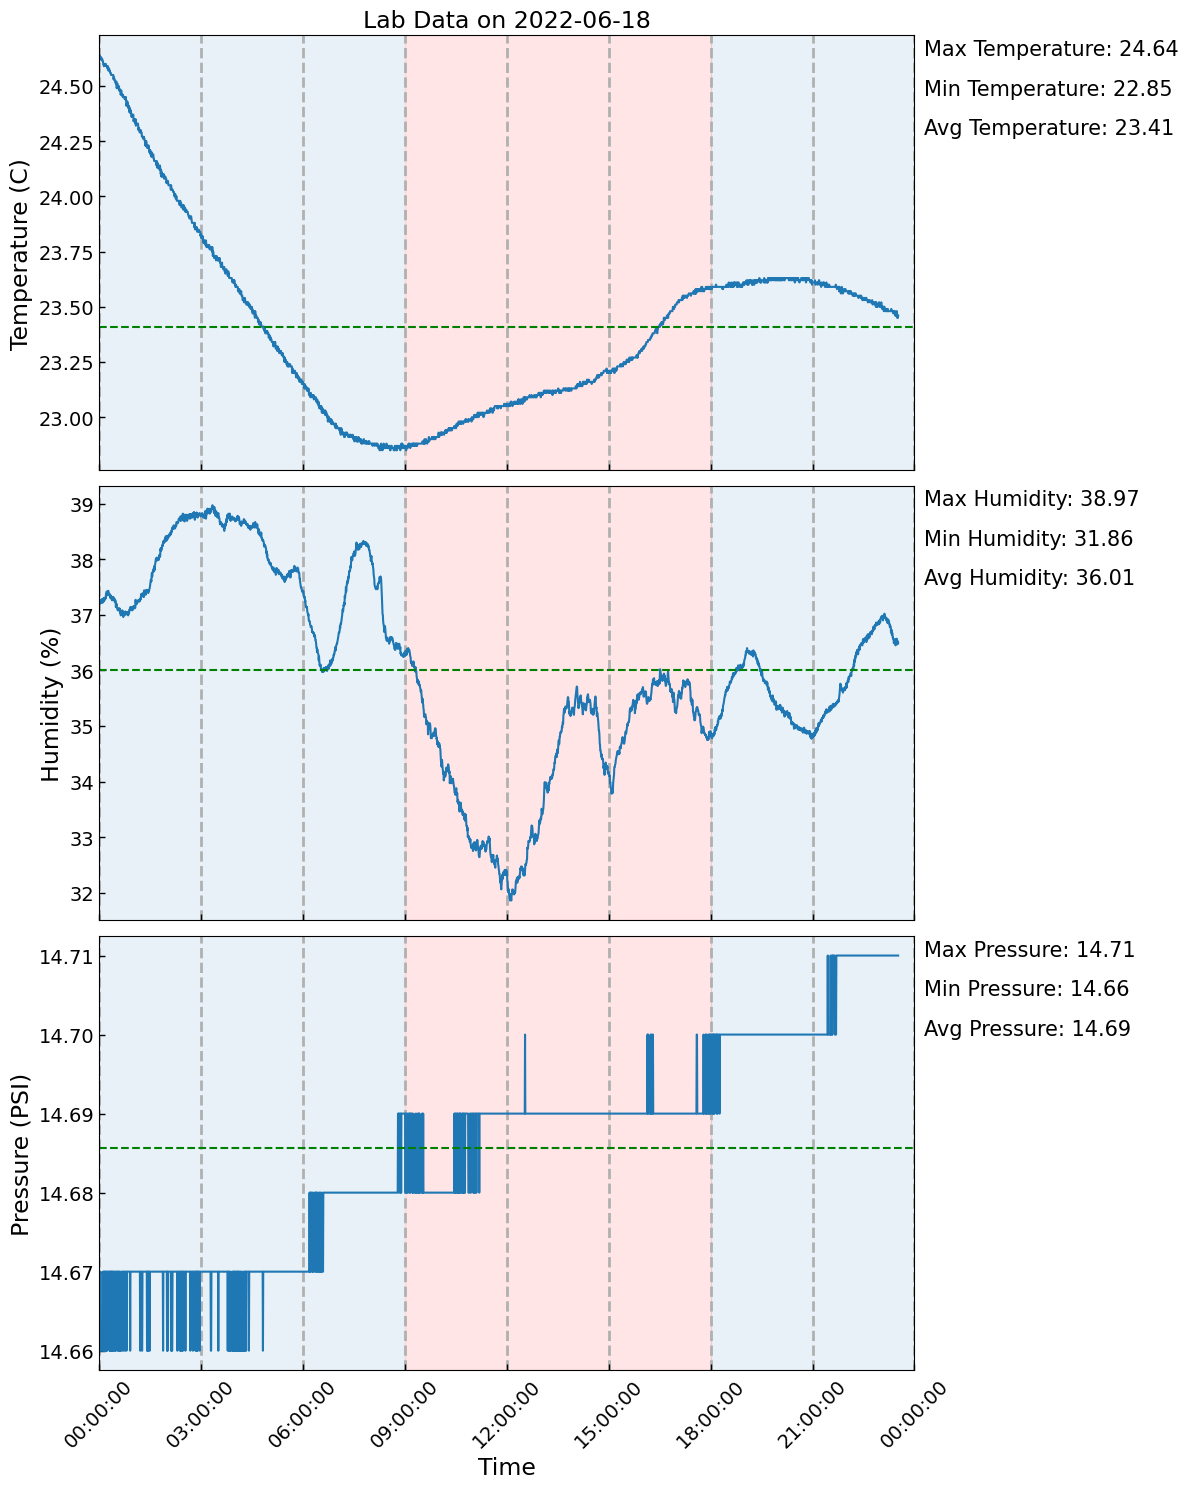 Lab Data on 2022-06-18
Max Temperature: 24.64
Min Temperature: 22.85
Avg Temperature: 23.41
Temperature (C)
24.50
24.25
24.00
23.75
23.50
23.25
23.00
Max Humidity: 38.97
Min Humidity: 31.86
Avg Humidity: 36.01
Humidity (%)
39
38
37
36
35
34
33
32
Max Pressure: 14.71
Min Pressure: 14.66
Avg Pressure: 14.69
Pressure (PSI)
14.71
14.70
14.69
14.68
14.67
14.66
00:00:00
03:00:00
06:00:00
09:00:00
12:00:00
15:00:00
18:00:00
21:00:00
00:00:00
Time